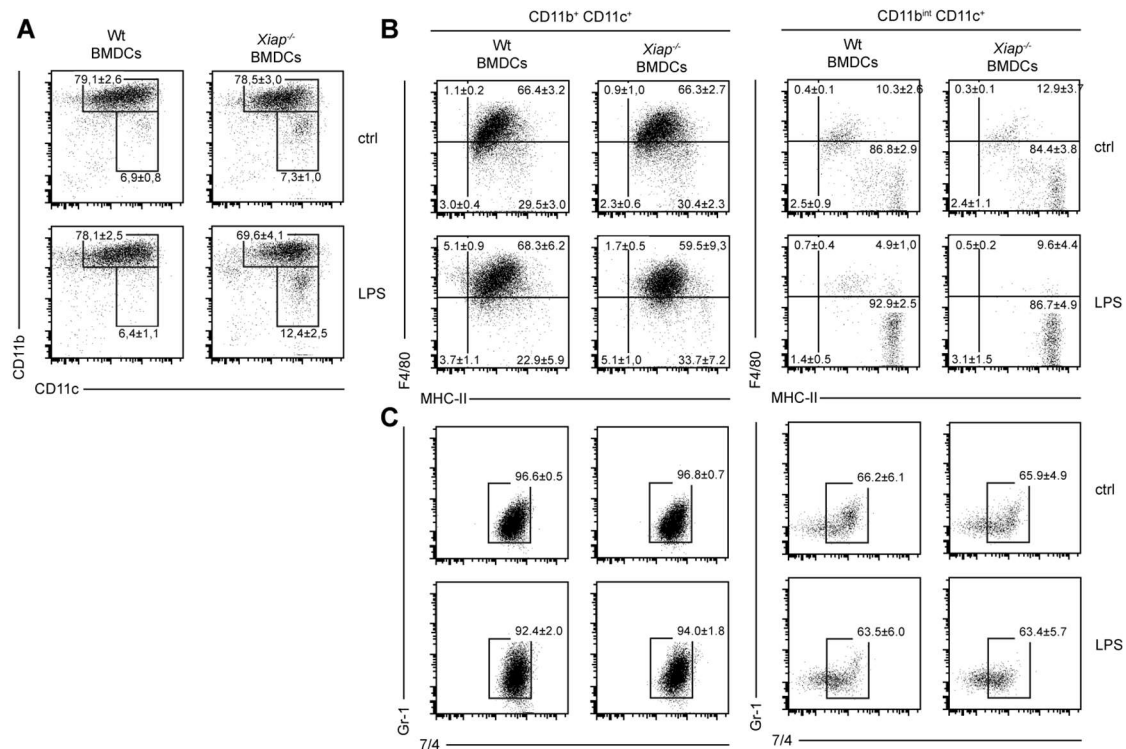 A
Wt
BMDCs
Xiap-/-
BMDCs
79,1±2,6
78,5±3,0
ctrl
6,9±0,8
7,3±1,0
78,1±2,5
69,6±4,1
LPS
6,4±1,1
12,4±2,5
CD11b
CD11c
B
CD11b+ CD11c+
CD11bint CD11c+
Wt
BMDCs
Xiap-/-
BMDCs
Wt
BMDCs
Xiap-/-
BMDCs
1.1±0.2 66.4±3.2
0.9±1,0 66.3±2.7
0.4±0.1 10.3±2.6
0.3±0.1 12.9±3.7
86.8±2.9
84.4±3.8
ctrl
3.0±0.4 29.5±3.0
2.3±0.6 30.4±2.3
2.5±0.9
2.4±1.1
5.1±0.9 68.3±6.2
1.7±0.5 59.5±9,3
0.7±0.4 4.9±1,0
0.5±0.2 9.6±4.4
92.9±2.5
86.7±4.9
LPS
3.7±1.1 22.9±5.9
5.1±1,0 33.7±7.2
1.4±0.5
3.1±1.5
F4/80
F4/80
MHC-II
MHC-II
C
96.6±0.5
96.8±0.7
66.2±6.1
65.9±4.9
ctrl
92.4±2.0
94.0±1.8
63.5±6.0
63.4±5.7
LPS
Gr-1
Gr-1
7/4
7/4